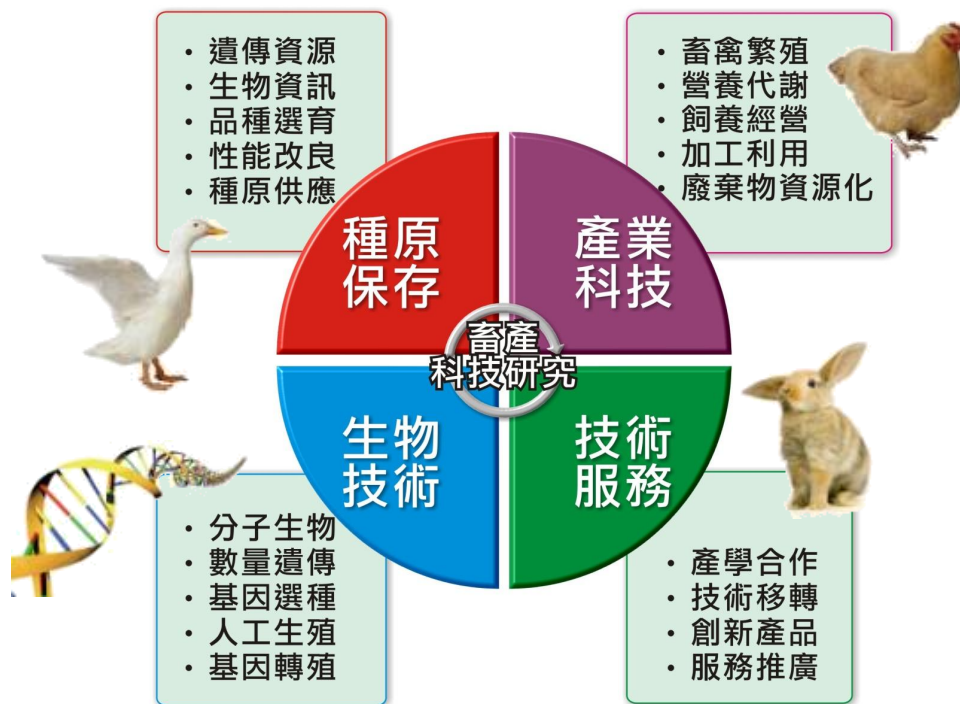 ・遺傳資源
・生物資訊
・品種選育
・性能改良
・種原供應
・畜禽繁殖
・營養代謝
・飼養經營
・加工利用
・廢棄物資源化
種原
保存
產業
科技
畜產
科技研究
生物
技術
技術
服務
・分子生物
・數量遺傳
・基因選種
・人工生殖
・基因轉殖
・產學合作
・技術移轉
・創新產品
・服務推廣